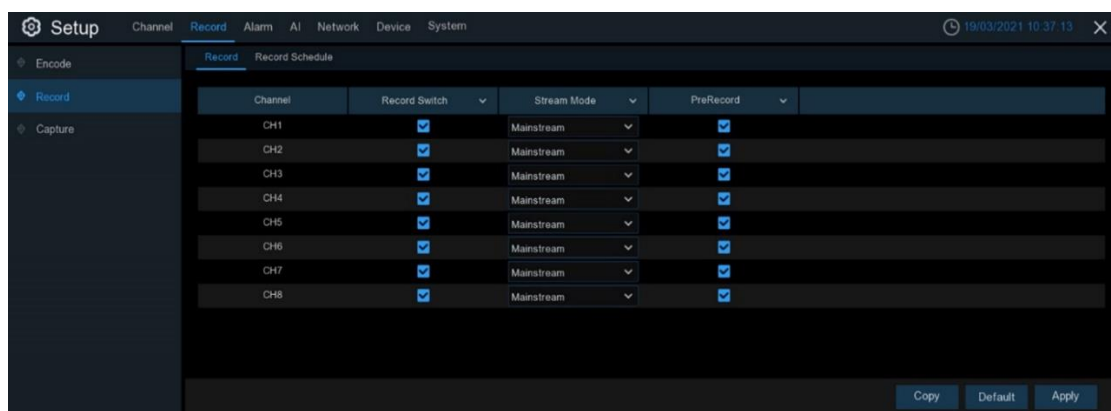 Setup Channel Record Alarm AI Network Device System 19/03/2021 10:37:13
Encode
Record
Capture
Record Record Schedule
Channel Record Switch Stream Mode PreRecord
CH1 Mainstream
CH2 Mainstream
CH3 Mainstream
CH4 Mainstream
CH5 Mainstream
CH6 Mainstream
CH7 Mainstream
CH8 Mainstream
Copy Default Apply